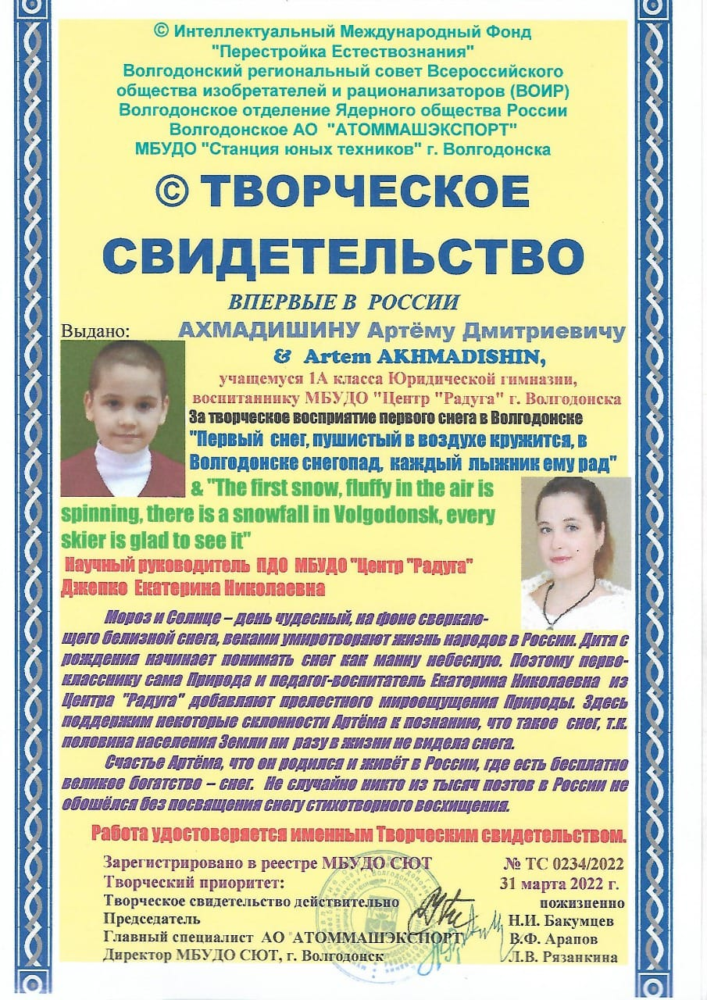 © Интеллектуальный Международный Фонд
"Перестройка Естествознания"
Волгодонский региональный совет Всероссийского
общества изобретателей и рационализаторов (ВОИР)
Волгодонское отделение Ядерного общества России
Волгодонское АО "АТОММАШЭКСПОРТ"
МБУДО "Станция юных техников" г. Волгодонска
© ТВОРЧЕСКОЕ
СВИДЕТЕЛЬСТВО
ВПЕРВЫЕ В РОССИИ
Выдано: АХМАДИШИНУ Артёму Дмитриевичу
& Artem AKHMADISHIN,
учащемуся 1А класса Юридической гимназии,
воспитаннику МБУДО "Центр "Радуга" г. Волгодонска
За творческое восприятие первого снега в Волгодонске
"Первый снег, пушистый в воздухе кружится, в
Волгодонске снегопад, каждый лыжник ему рад"
& "The first snow, fluffy in the air is
spinning, there is a snowfall in Volgodonsk, every
skier is glad to see it"
Научный руководитель ПДО МБУДО "Центр "Радуга"
Джепко Екатерина Николаевна
Мороз и Солнце – день чудесный, на фоне сверкаю-
щего белизной снега, веками умиротворяют жизнь народов в России. Дитя с
рождения начинает понимать снег как манну небесную. Поэтому перво-
класснику сама Природа и педагог-воспитатель Екатерина Николаевна из
Центра "Радуга" добавляют прелестного мироощущения Природы. Здесь
поддержим некоторые склонности Артёма к познанию, что такое снег, т.к.
половина населения Земли ни разу в жизни не видела снега.
Счастье Артёма, что он родился и живёт в России, где есть бесплатно
великое богатство – снег. Не случайно никто из тысяч поэтов в России не
обошёлся без посвящения снегу стихотворного восхищения.
Работа удостоверяется именным Творческим свидетельством.
Зарегистрировано в реестре МБУДО СЮТ № ТС 0234/2022
Творческий приоритет: 31 марта 2022 г.
Творческое свидетельство действительно пожизненно
Председатель Н.И. Бакумцев
Главный специалист АО "АТОММАШЭКСПОРТ" В.Ф. Арапов
Директор МБУДО СЮТ, г. Волгодонск Л.В. Рязанкина